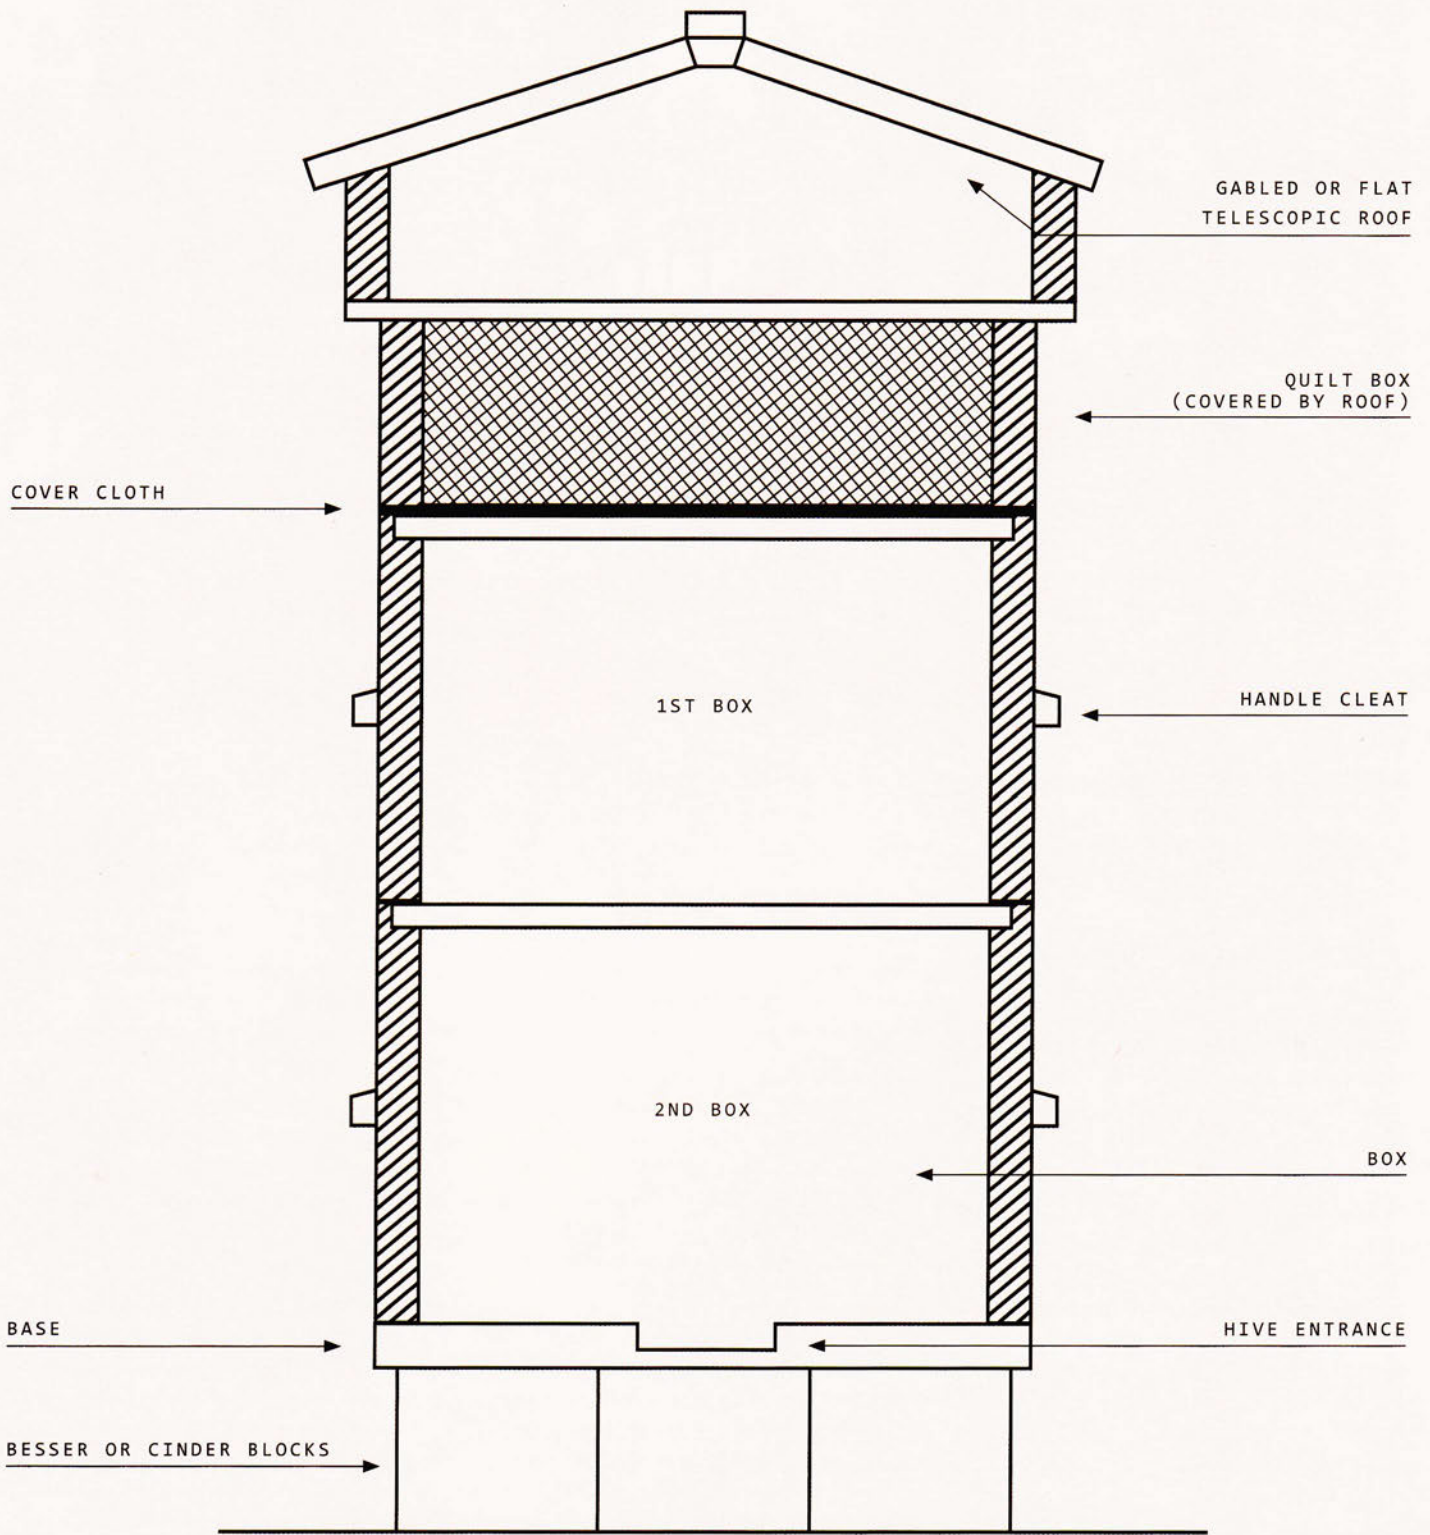 GABLED OR FLAT
TELESCOPIC ROOF
QUILT BOX
(COVERED BY ROOF)
COVER CLOTH
1ST BOX
HANDLE CLEAT
2ND BOX
BOX
BASE
HIVE ENTRANCE
BESSER OR CINDER BLOCKS